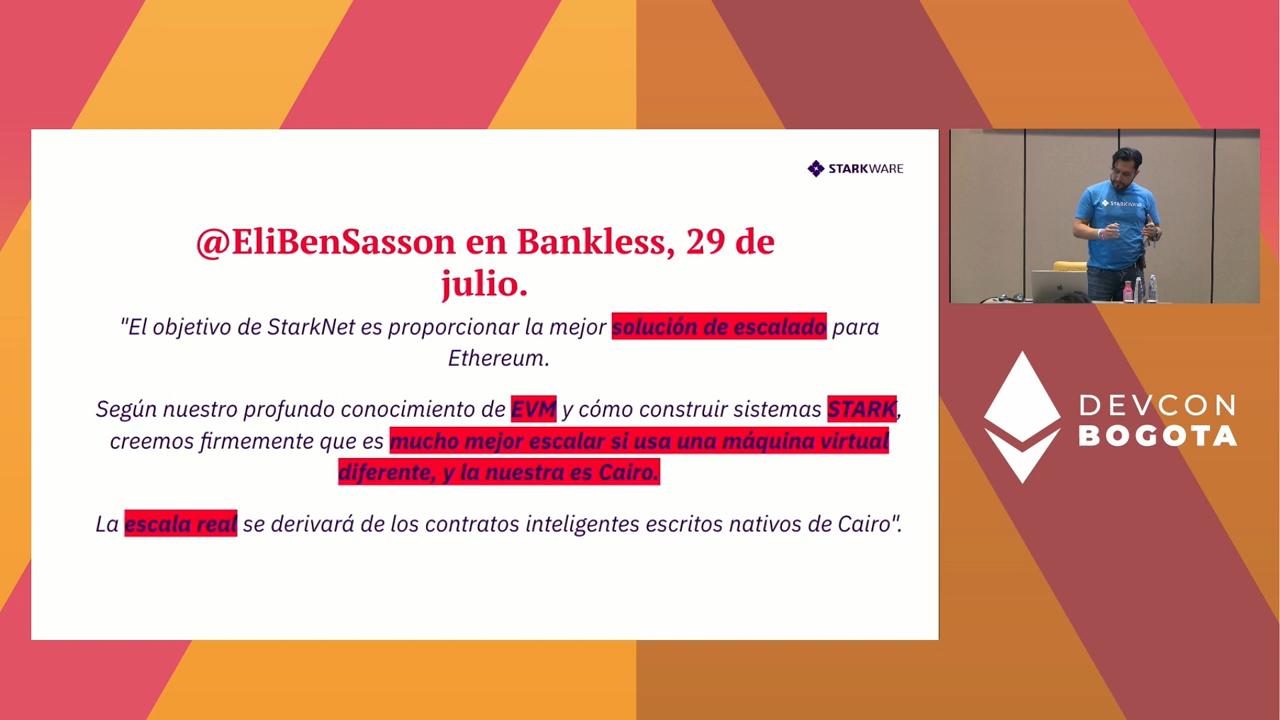 STARKWARE
@EliBenSasson en Bankless, 29 de
julio.
"El objetivo de StarkNet es proporcionar la mejor solución de escalado para
Ethereum.
Según nuestro profundo conocimiento de EVM y cómo construir sistemas STARK,
creemos firmemente que es mucho mejor escalar si usa una máquina virtual
diferente, y la nuestra es Cairo.
La escala real se derivará de los contratos inteligentes escritos nativos de Cairo".
STARKWARE
DEVCON
BOGOTA